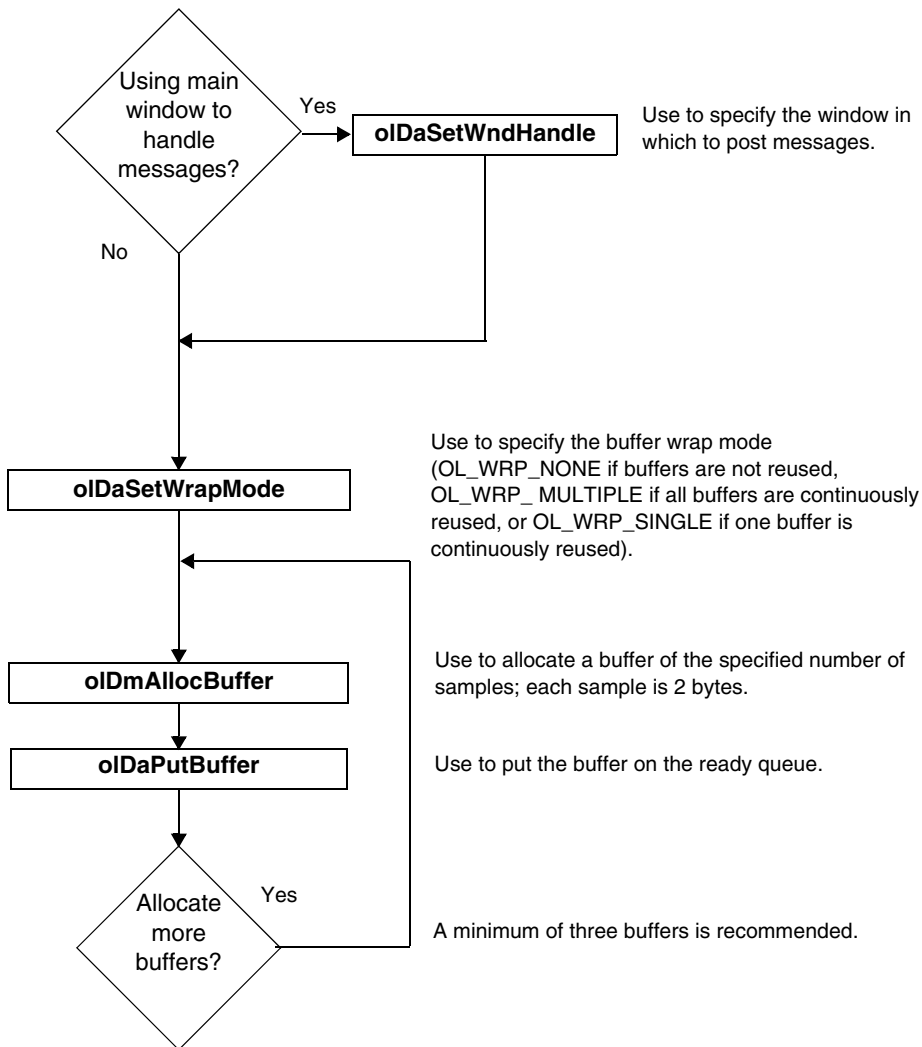 Using main
window to
handle
messages?
Yes
olDaSetWndHandle
Use to specify the window in
which to post messages.
No
olDaSetWrapMode
Use to specify the buffer wrap mode
(OL_WRP_NONE if buffers are not reused,
OL_WRP_ MULTIPLE if all buffers are continuously
reused, or OL_WRP_SINGLE if one buffer is
continuously reused).
olDmAllocBuffer
Use to allocate a buffer of the specified number of
samples; each sample is 2 bytes.
olDaPutBuffer
Use to put the buffer on the ready queue.
Allocate
more
buffers?
Yes
A minimum of three buffers is recommended.